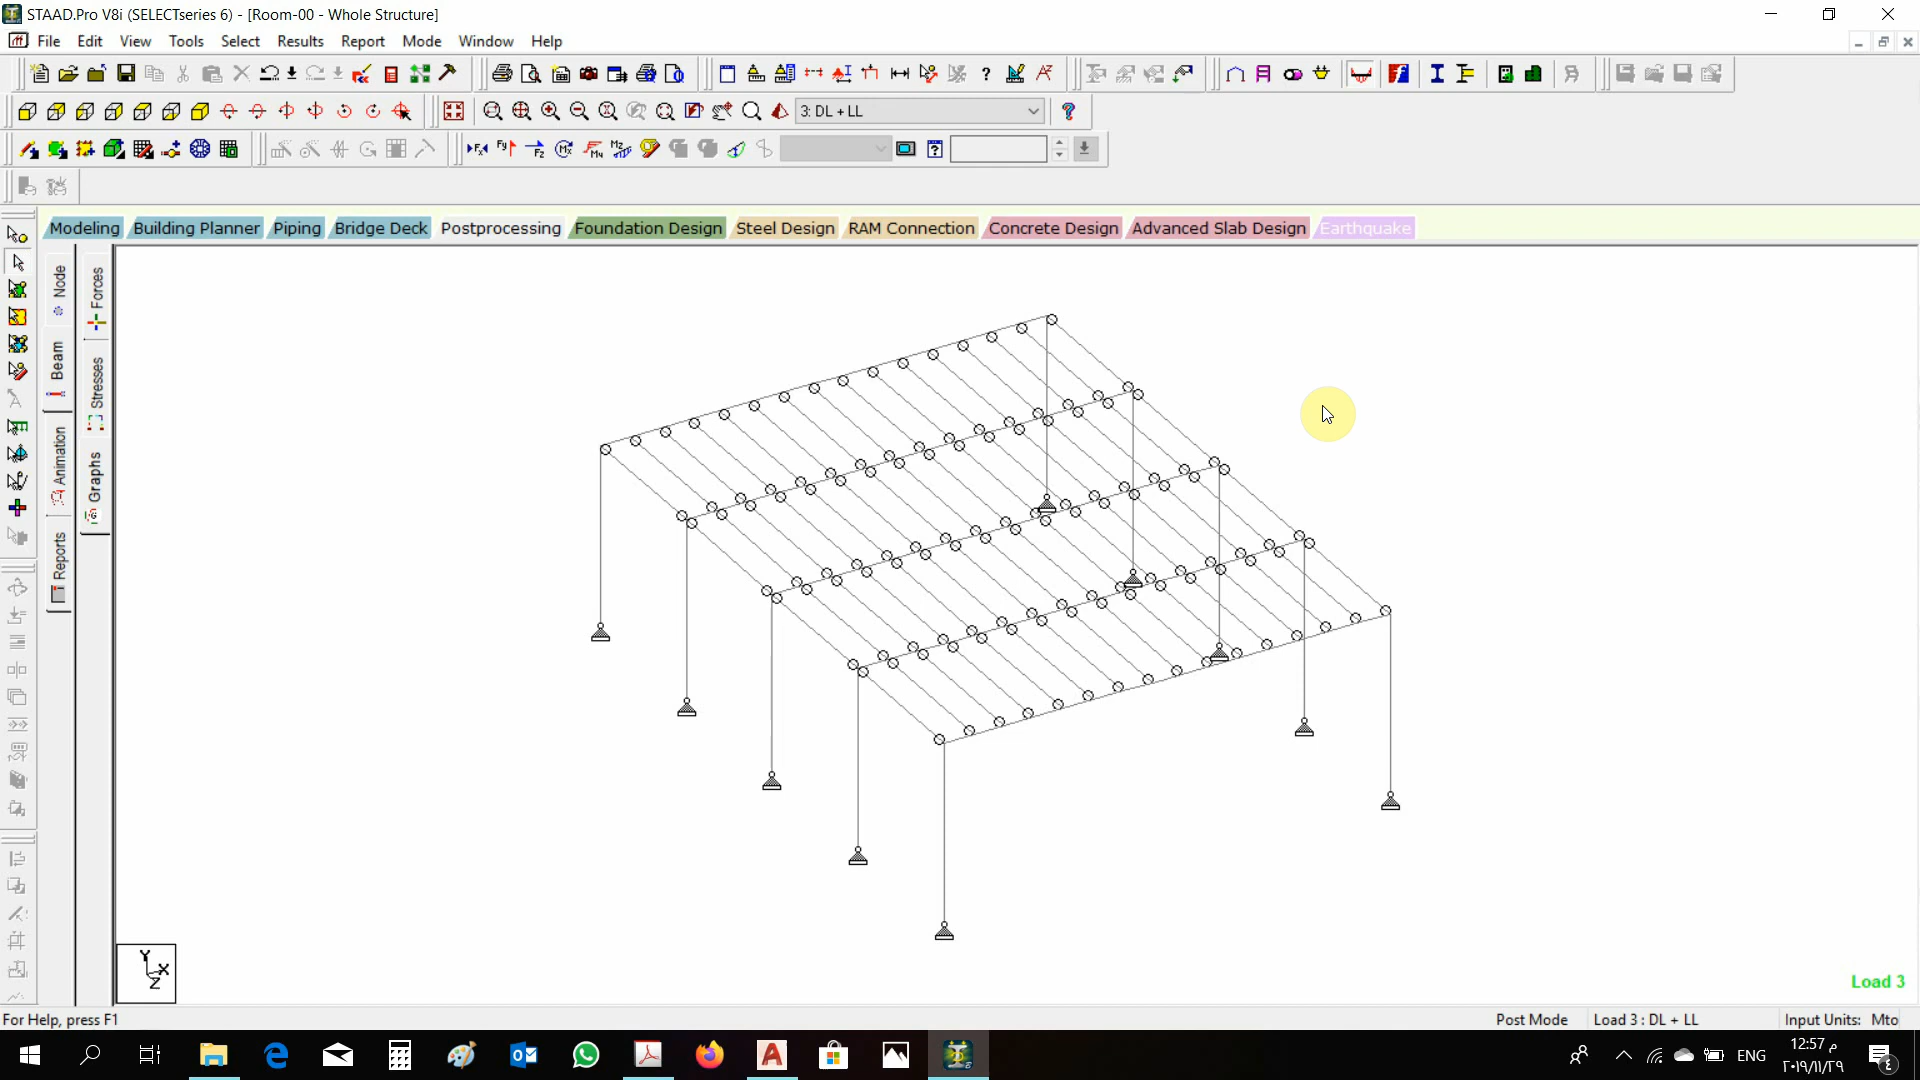 STAAD.Pro V8i (SELECTseries 6) - [Room-00 - Whole Structure]
File Edit View Tools Select Results Report Mode Window Help
3: DL + LL
Modeling Building Planner Piping Bridge Deck Postprocessing Foundation Design Steel Design RAM Connection Concrete Design Advanced Slab Design Earthquake
Node
Beam
Animation
Reports
Forces
Stresses
Graphs
Y
X
Z
Load 3
For Help, press F1
Post Mode
Load 3 : DL + LL
Input Units: Mto
ENG
12:57 م
٢٠١٩/١١/٢٩
٤